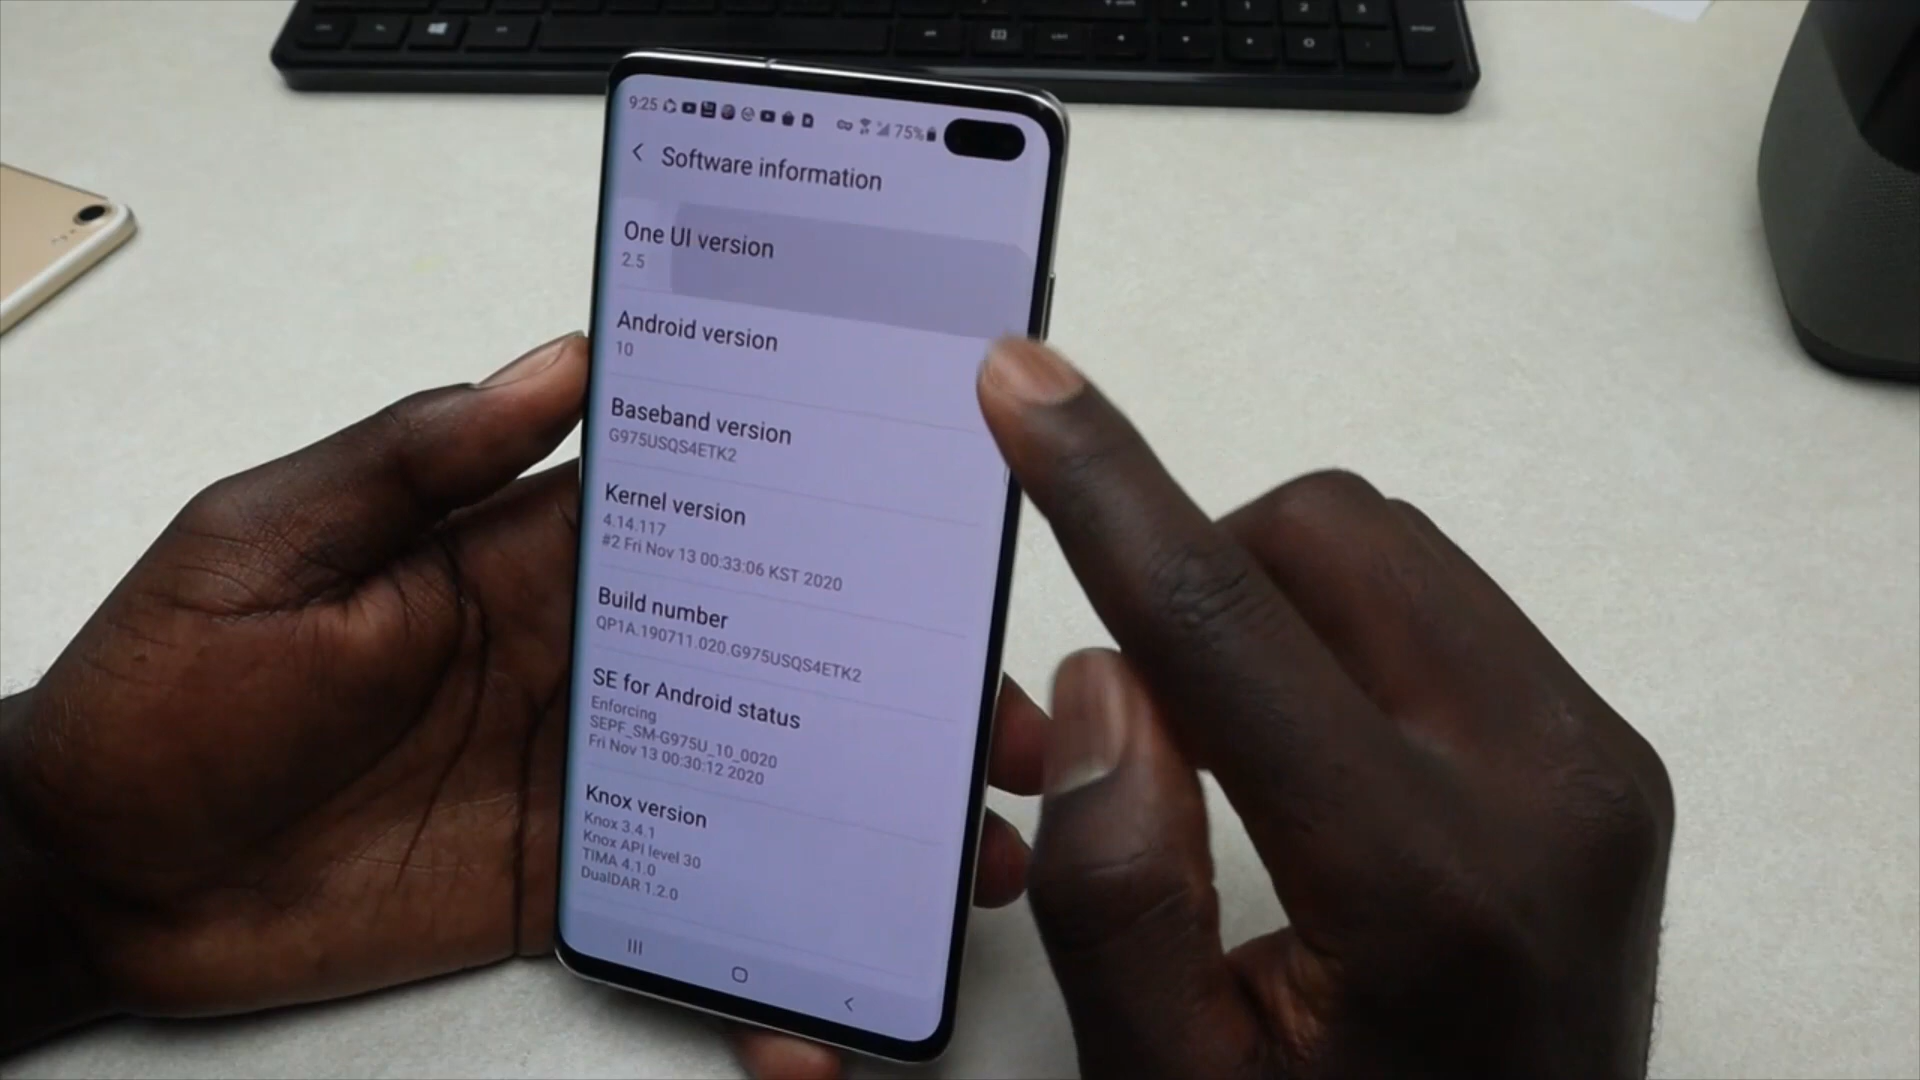 9:25 75%
Software information
One UI version
2.5
Android version
10
Baseband version
G975USQS4ETK2
Kernel version
4.14.117
#2 Fri Nov 13 00:33:06 KST 2020
Build number
QP1A.190711.020.G975USQS4ETK2
SE for Android status
Enforcing
SEPF_SM-G975U_10_0020
Fri Nov 13 00:30:12 2020
Knox version
Knox 3.4.1
Knox API level 30
TIMA 4.1.0
DualDAR 1.2.0